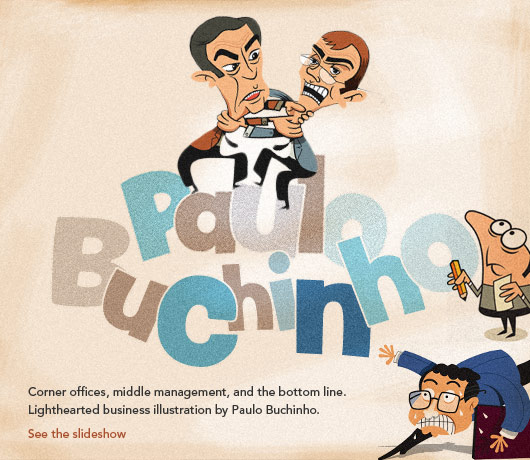 Paulo
Buchinho
Corner offices, middle management, and the bottom line.
Lighthearted business illustration by Paulo Buchinho.
See the slideshow